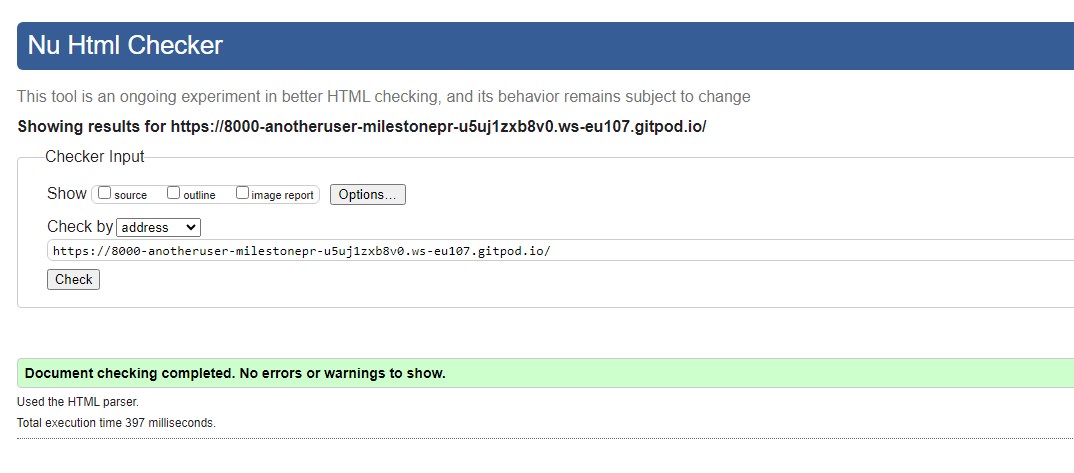 Nu Html Checker
This tool is an ongoing experiment in better HTML checking, and its behavior remains subject to change
Showing results for https://8000-anotheruser-milestonepr-u5uj1zxb8v0.ws-eu107.gitpod.io/
Checker Input
Show source outline image report Options...
Check by address
https://8000-anotheruser-milestonepr-u5uj1zxb8v0.ws-eu107.gitpod.io/
Check
Document checking completed. No errors or warnings to show.
Used the HTML parser.
Total execution time 397 milliseconds.